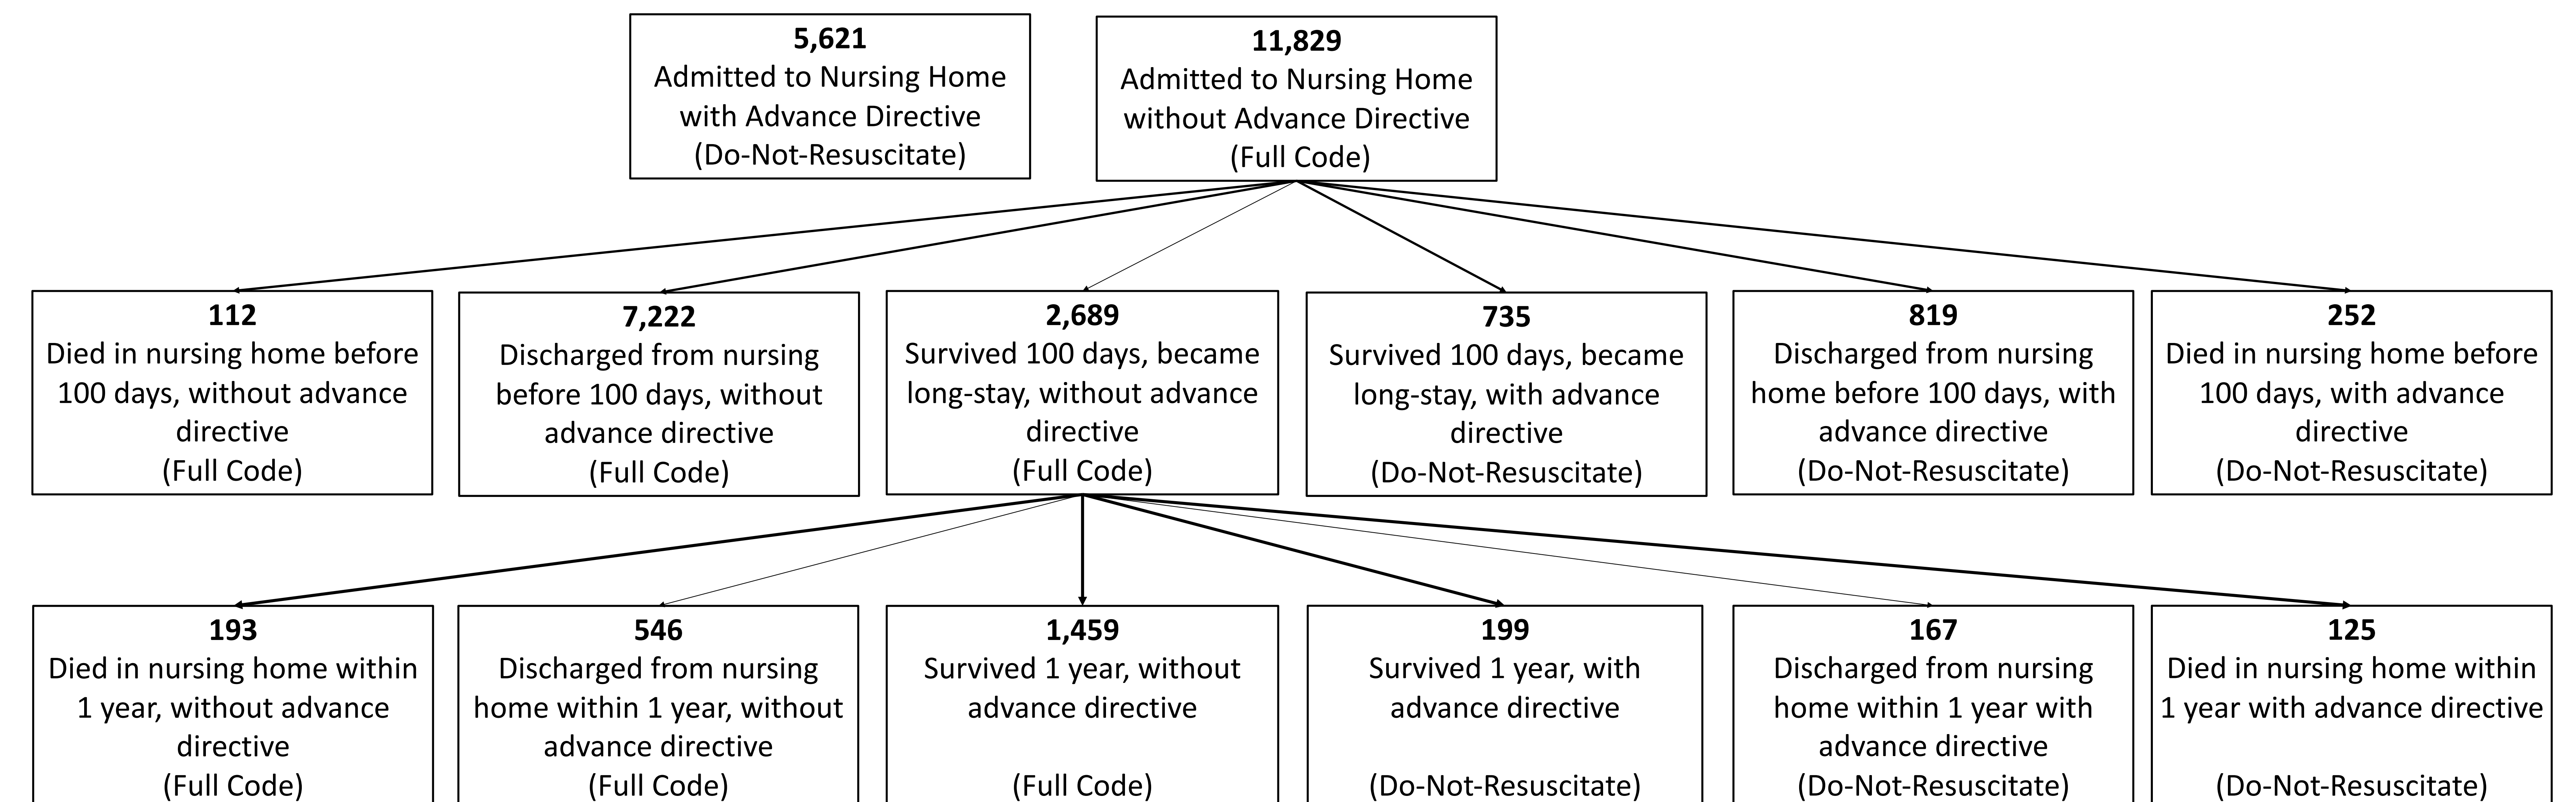 5,621
Admitted to Nursing Home
with Advance Directive
(Do-Not-Resuscitate)
11,829
Admitted to Nursing Home
without Advance Directive
(Full Code)
112
Died in nursing home before
100 days, without advance
directive
(Full Code)
7,222
Discharged from nursing
before 100 days, without
advance directive
(Full Code)
2,689
Survived 100 days, became
long-stay, without advance
directive
(Full Code)
735
Survived 100 days, became
long-stay, with advance
directive
(Do-Not-Resuscitate)
819
Discharged from nursing
home before 100 days, with
advance directive
(Do-Not-Resuscitate)
252
Died in nursing home before
100 days, with advance
directive
(Do-Not-Resuscitate)
193
Died in nursing home within
1 year, without advance
directive
(Full Code)
546
Discharged from nursing
home within 1 year, without
advance directive
(Full Code)
1,459
Survived 1 year, without
advance directive
(Full Code)
199
Survived 1 year, with
advance directive
(Do-Not-Resuscitate)
167
Discharged from nursing
home within 1 year with
advance directive
(Do-Not-Resuscitate)
125
Died in nursing home within
1 year with advance directive
(Do-Not-Resuscitate)